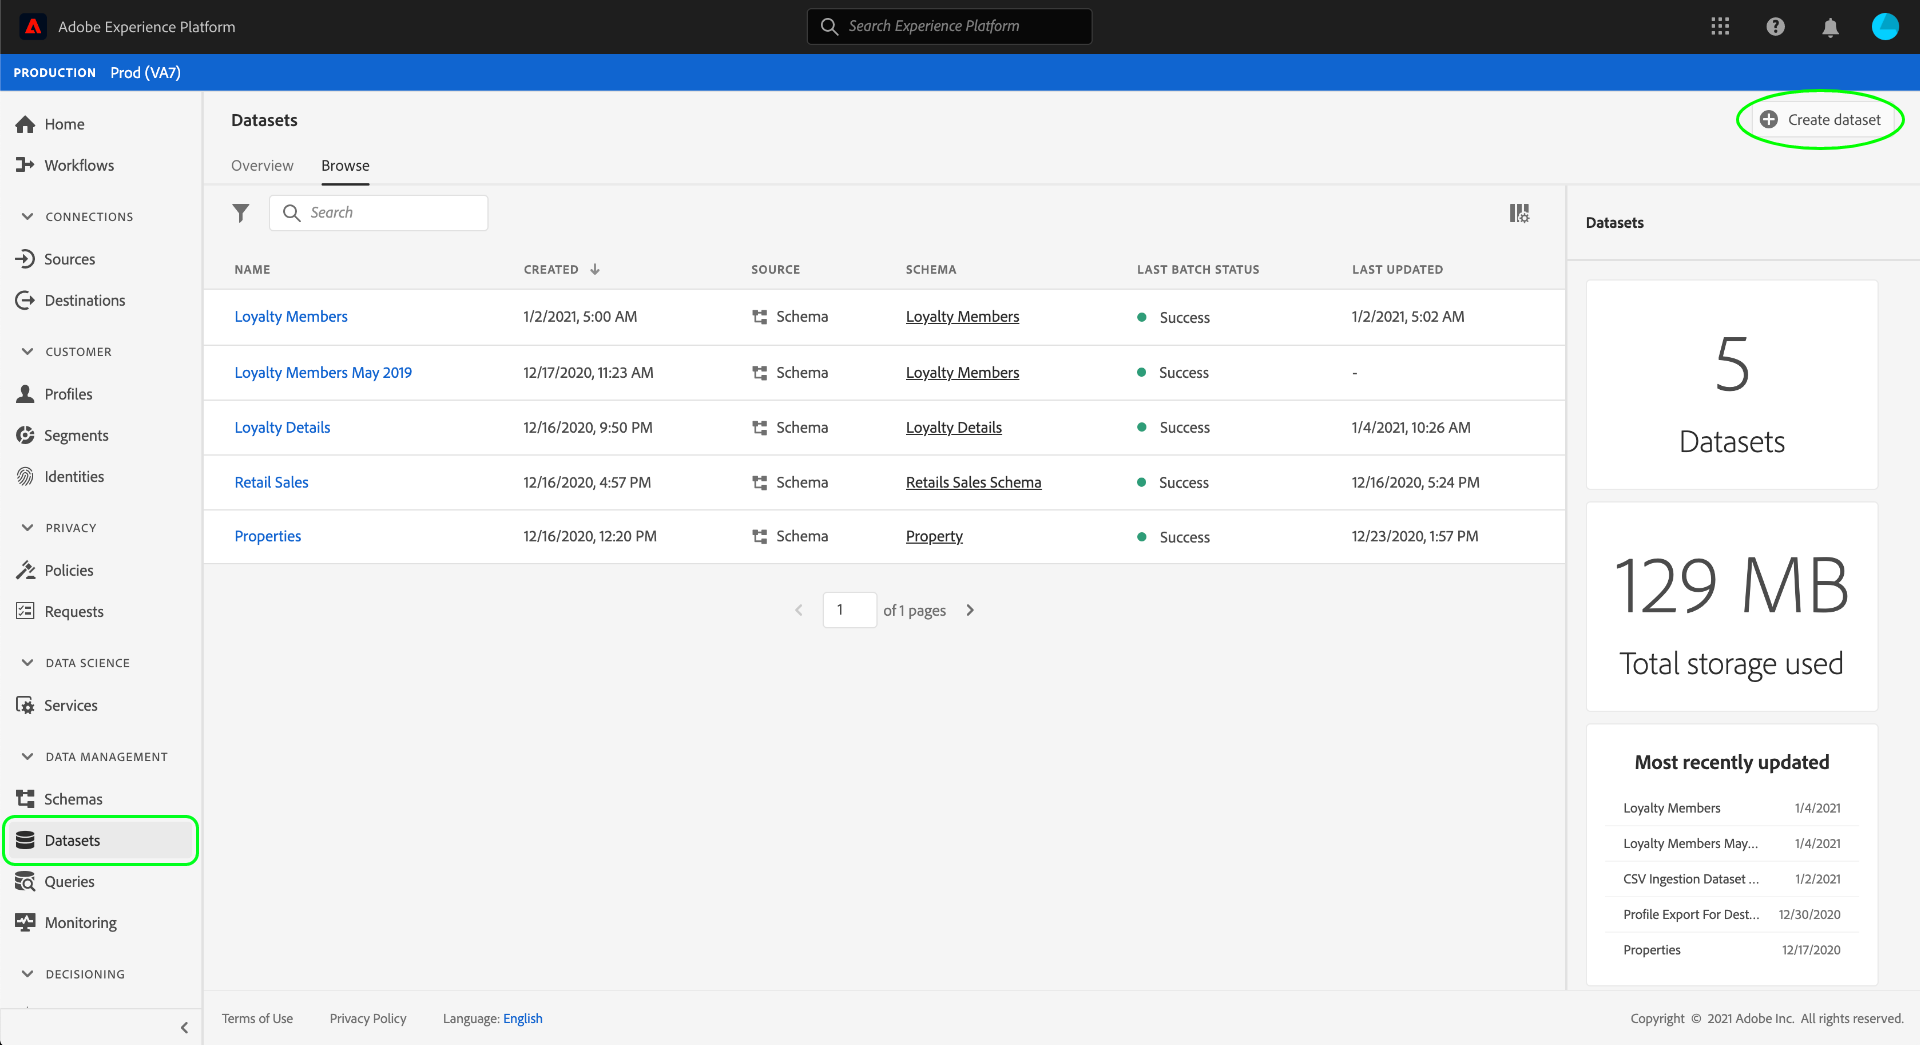 Adobe Experience Platform
Search Experience Platform
PRODUCTION Prod (VA7)
Home
Workflows
CONNECTIONS
Sources
Destinations
CUSTOMER
Profiles
Segments
Identities
PRIVACY
Policies
Requests
DATA SCIENCE
Services
DATA MANAGEMENT
Schemas
Datasets
Queries
Monitoring
DECISIONING
Datasets
Create dataset
Overview Browse
Search
NAME CREATED SOURCE SCHEMA LAST BATCH STATUS LAST UPDATED
Loyalty Members 1/2/2021, 5:00 AM Schema Loyalty Members Success 1/2/2021, 5:02 AM
Loyalty Members May 2019 12/17/2020, 11:23 AM Schema Loyalty Members Success -
Loyalty Details 12/16/2020, 9:50 PM Schema Loyalty Details Success 1/4/2021, 10:26 AM
Retail Sales 12/16/2020, 4:57 PM Schema Retails Sales Schema Success 12/16/2020, 5:24 PM
Properties 12/16/2020, 12:20 PM Schema Property Success 12/23/2020, 1:57 PM
1 of 1 pages
Datasets
5
Datasets
129 MB
Total storage used
Most recently updated
Loyalty Members 1/4/2021
Loyalty Members May... 1/4/2021
CSV Ingestion Dataset ... 1/2/2021
Profile Export For Dest... 12/30/2020
Properties 12/17/2020
Terms of Use Privacy Policy Language: English Copyright © 2021 Adobe Inc. All rights reserved.